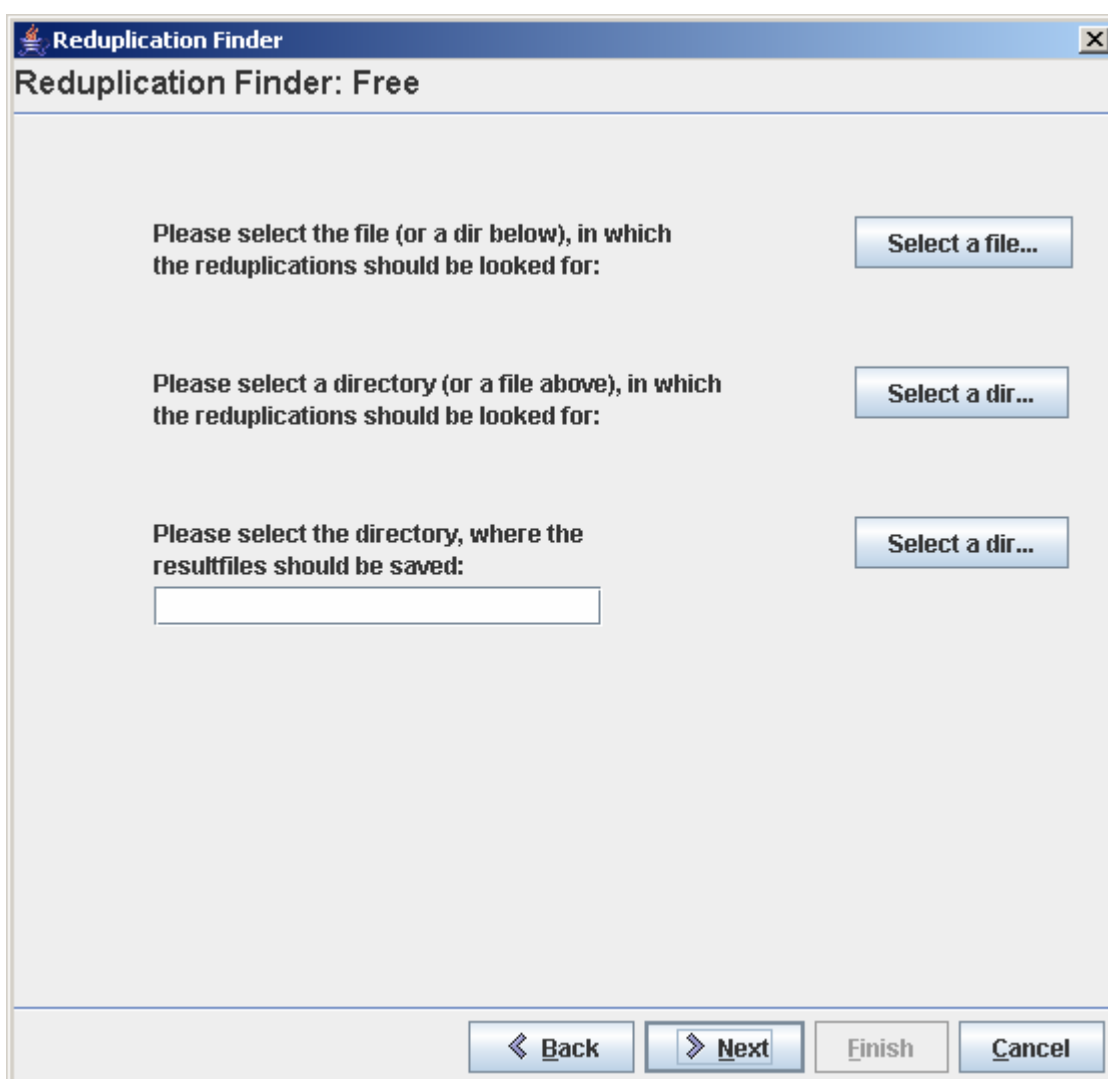 Reduplication Finder
Reduplication Finder: Free
Please select the file (or a dir below), in which
the reduplications should be looked for:
Select a file...
Please select a directory (or a file above), in which
the reduplications should be looked for:
Select a dir...
Please select the directory, where the
resultfiles should be saved:
Select a dir...
Back
Next
Finish
Cancel